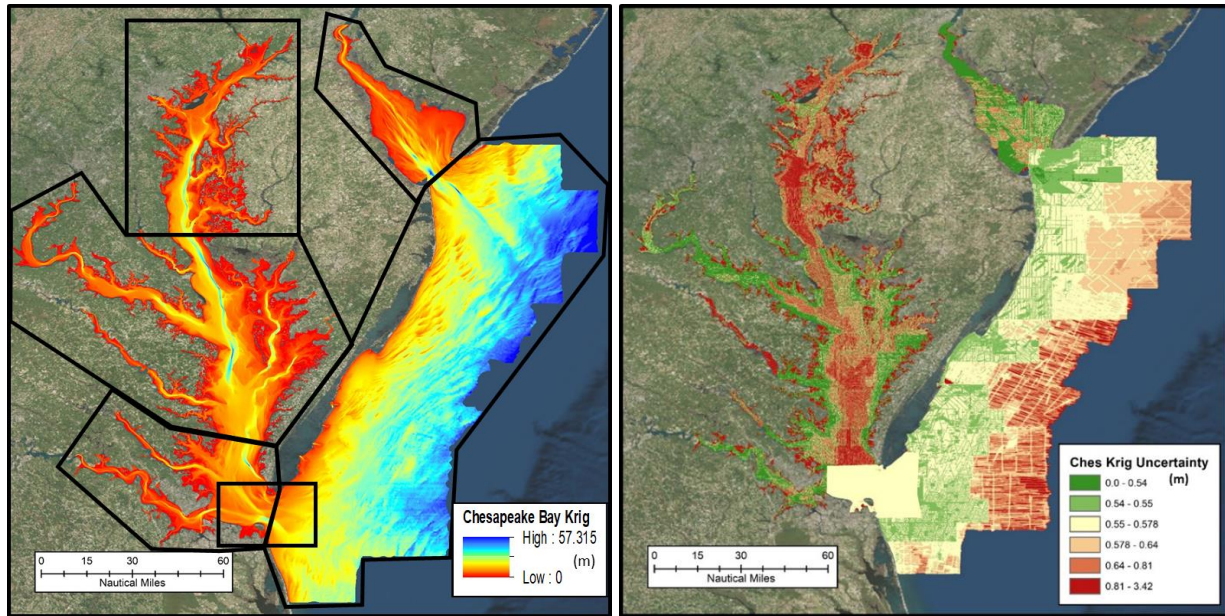 0 15 30 60
Nautical Miles
Chesapeake Bay Krig
High : 57.315
(m)
Low : 0
0 15 30 60
Nautical Miles
Ches Krig Uncertainty
(m)
0.0 - 0.54
0.54 - 0.55
0.55 - 0.578
0.578 - 0.64
0.64 - 0.81
0.81 - 3.42